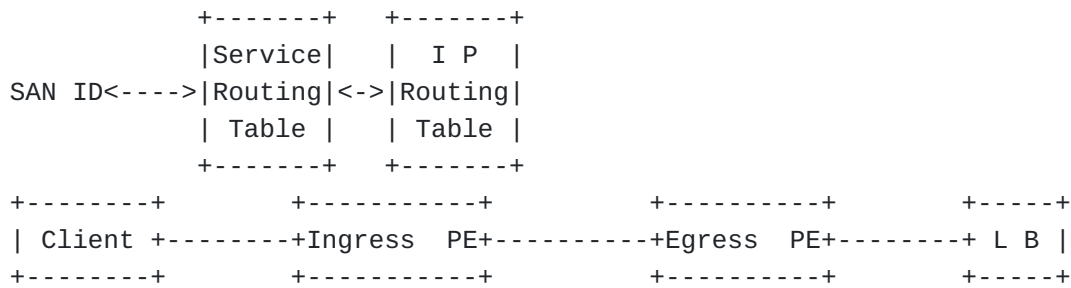 +-------+   +-------+
            |Service|   |  I P  |
SAN ID<---->|Routing|<->|Routing|
            | Table |   | Table |
            +-------+   +-------+
+--------+        +-----------+          +----------+        +-----+
| Client +--------+Ingress  PE+----------+Egress  PE+--------+ L B |
+--------+        +-----------+          +----------+        +-----+